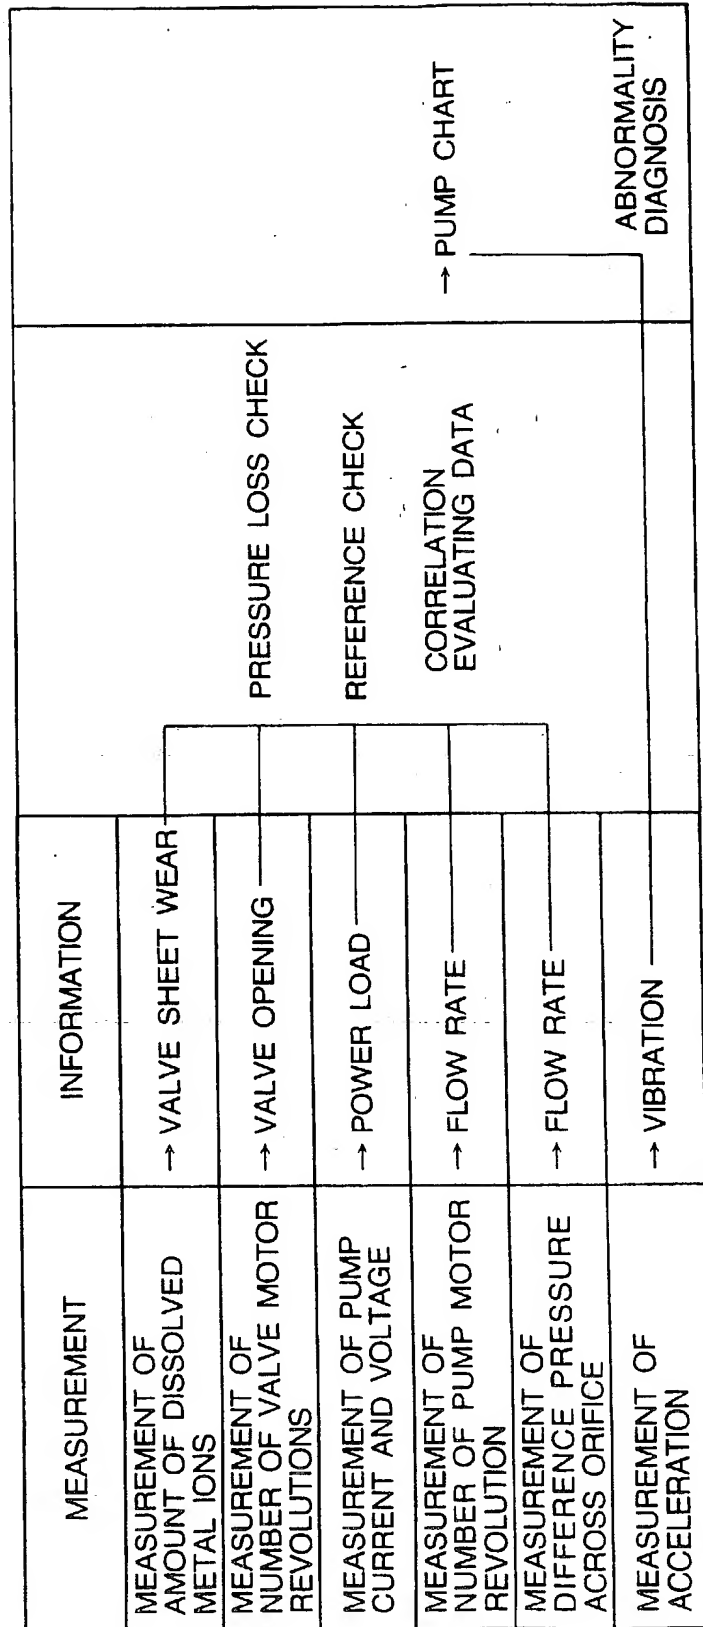 MEASUREMENT
INFORMATION
MEASUREMENT OF
AMOUNT OF DISSOLVED
METAL IONS
→ VALVE SHEET WEAR
MEASUREMENT OF
NUMBER OF VALVE MOTOR
REVOLUTIONS
→ VALVE OPENING
PRESSURE LOSS CHECK
MEASUREMENT OF PUMP
CURRENT AND VOLTAGE
→ POWER LOAD
REFERENCE CHECK
MEASUREMENT OF
NUMBER OF PUMP MOTOR
REVOLUTION
→ FLOW RATE
CORRELATION
EVALUATING DATA
→ PUMP CHART
MEASUREMENT OF
DIFFERENCE PRESSURE
ACROSS ORIFICE
→ FLOW RATE
MEASUREMENT OF
ACCELERATION
→ VIBRATION
ABNORMALITY
DIAGNOSIS